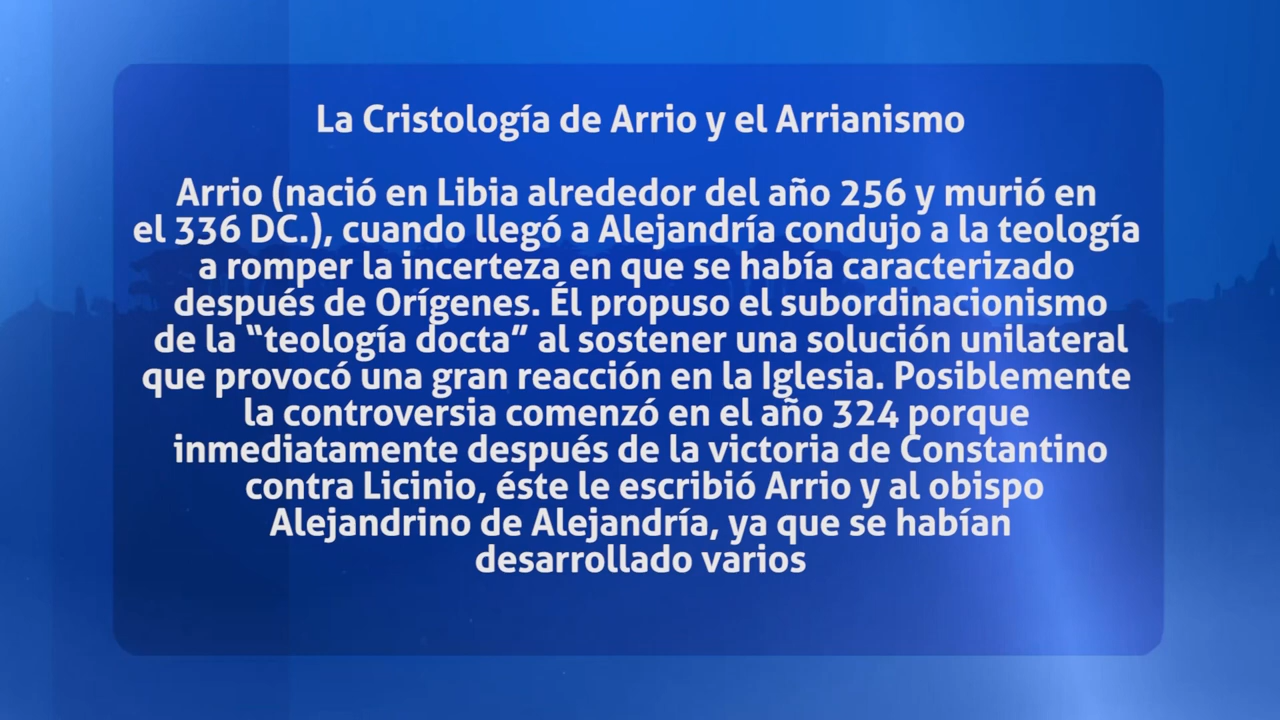 La Cristología de Arrio y el Arrianismo
Arrio (nació en Libia alrededor del año 256 y murió en
el 336 DC.), cuando llegó a Alejandría condujo a la teología
a romper la incerteza en que se había caracterizado
después de Orígenes. Él propuso el subordinacionismo
de la “teología docta” al sostener una solución unilateral
que provocó una gran reacción en la Iglesia. Posiblemente
la controversia comenzó en el año 324 porque
inmediatamente después de la victoria de Constantino
contra Licinio, éste le escribió Arrio y al obispo
Alejandrino de Alejandría, ya que se habían
desarrollado varios